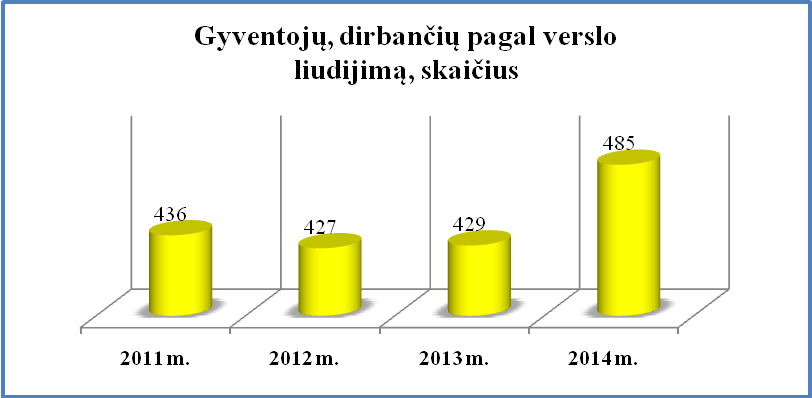 Gyventojų, dirbančių pagal verslo
liudijimą, skaičius
436
427
429
485
2011 m.
2012 m.
2013 m.
2014 m.